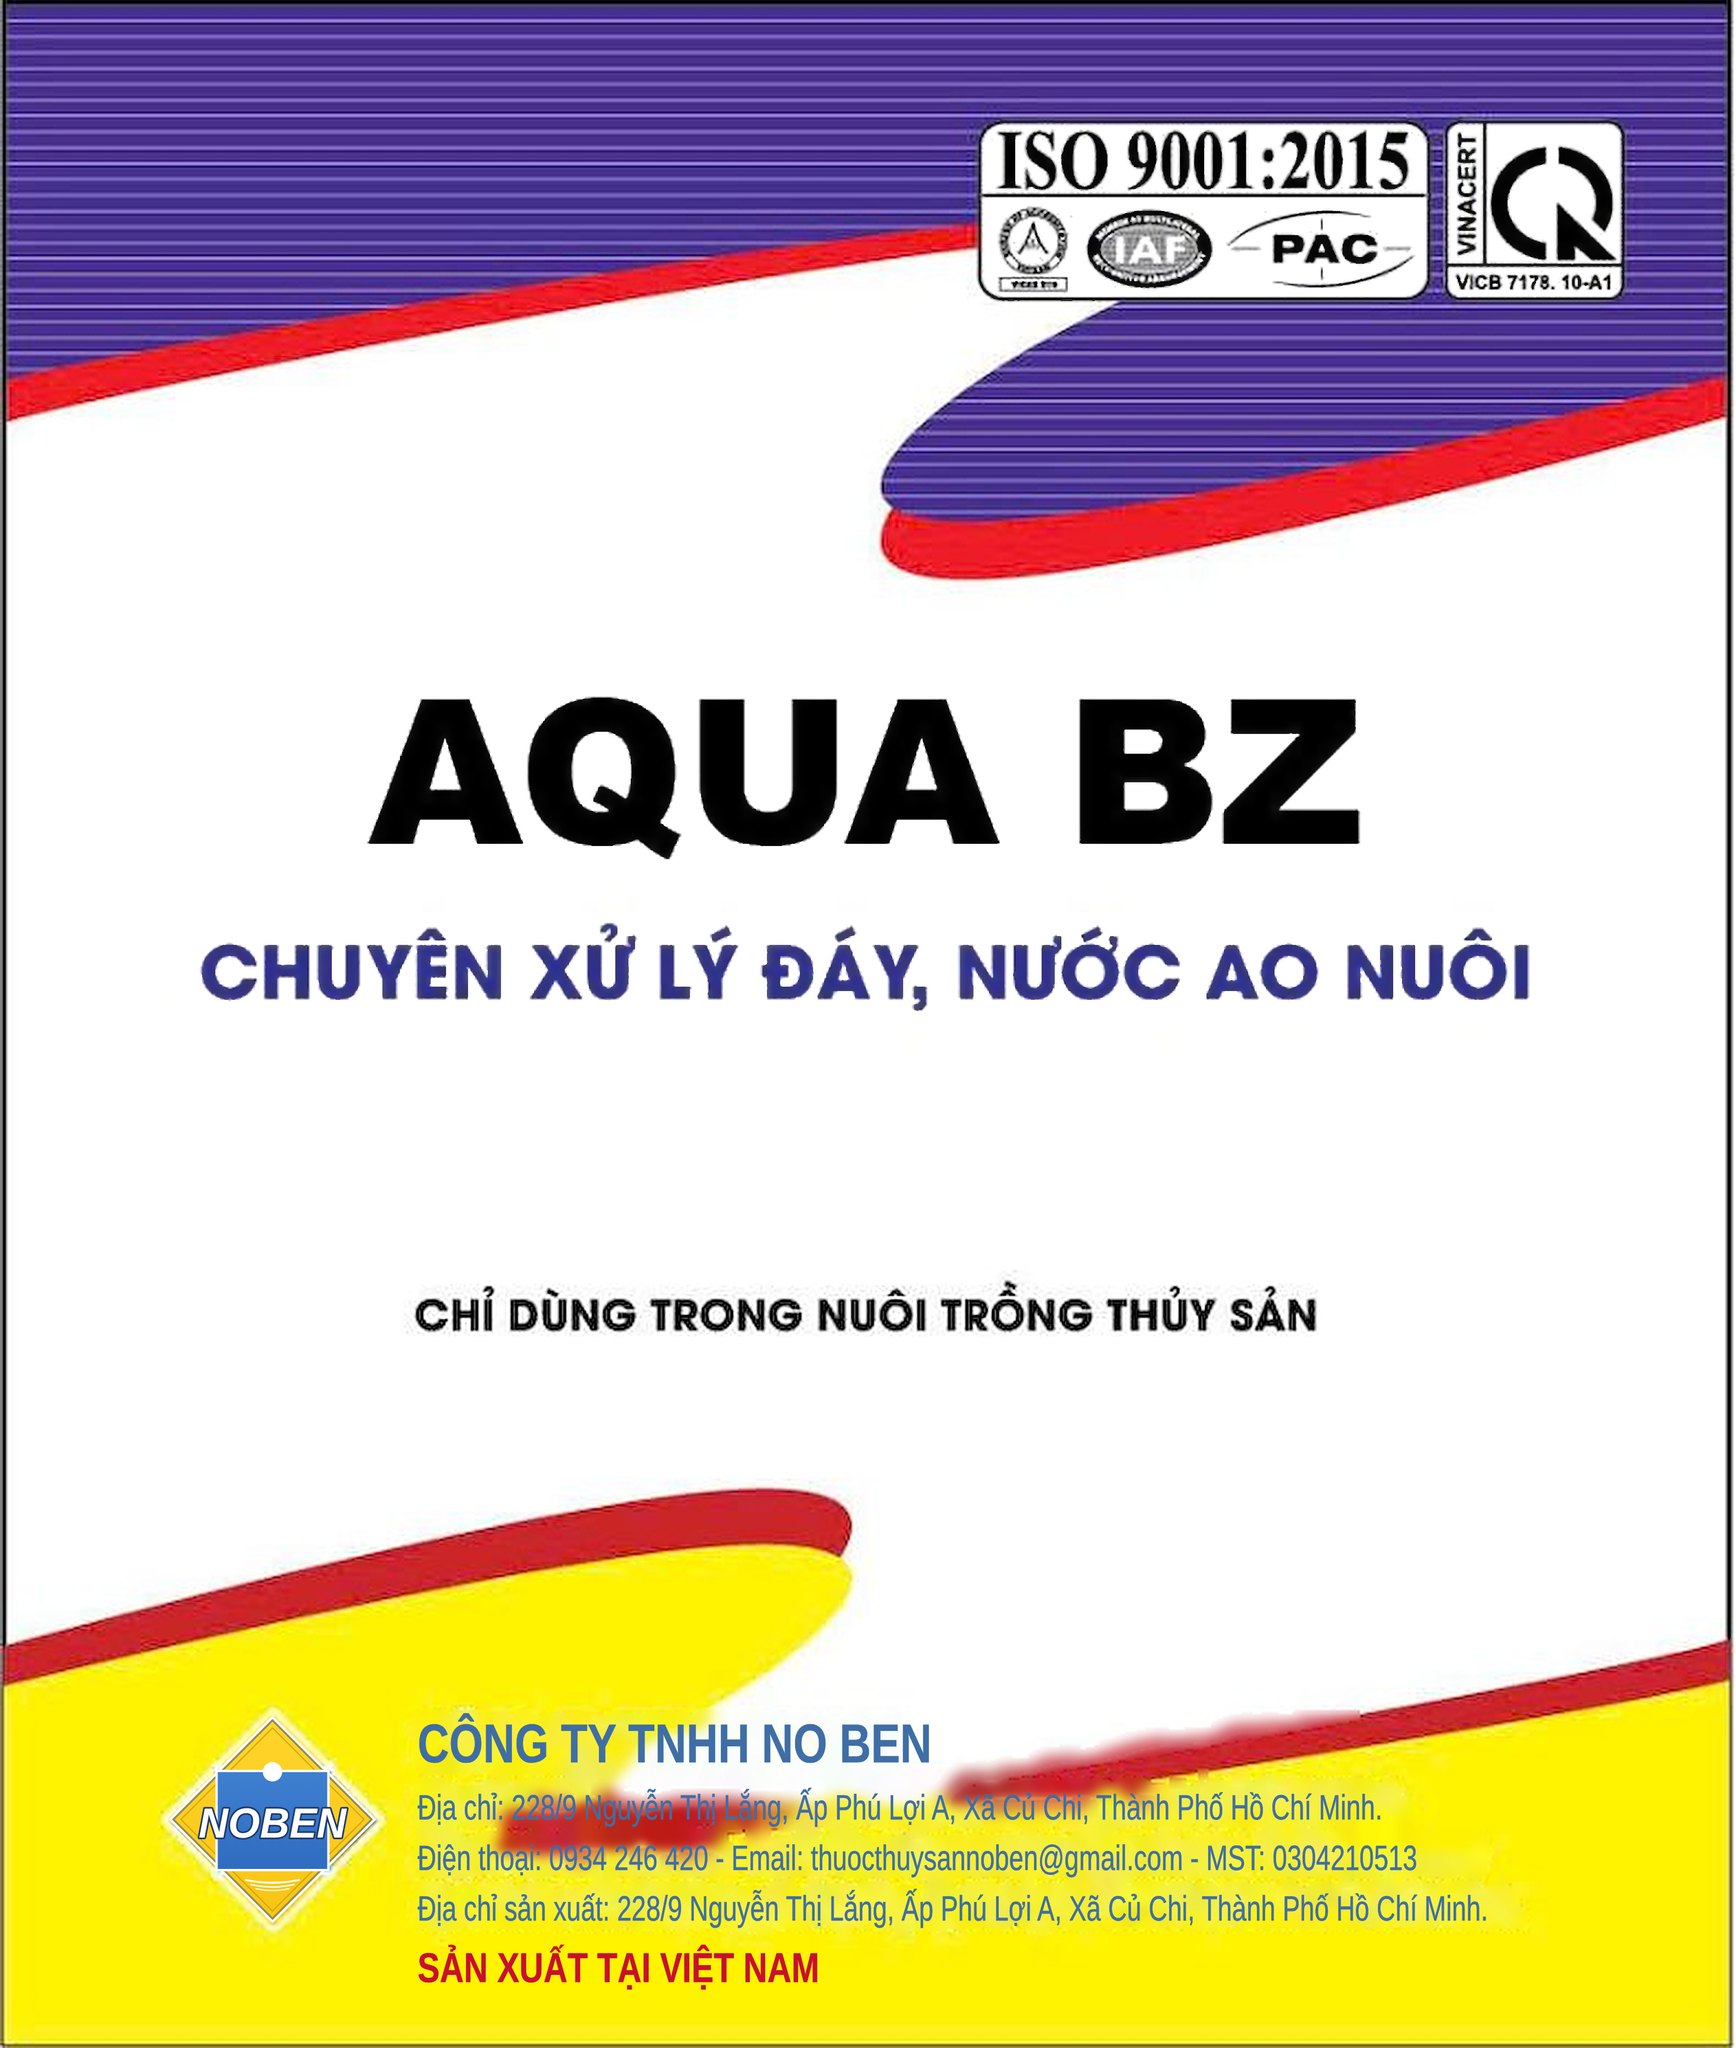 ISO 9001:2015
IAF
PAC
VINACERT
VICB 7178. 10-A1
AQUA BZ
CHUYÊN XỬ LÝ ĐÁY, NƯỚC AO NUÔI
CHỈ DÙNG TRONG NUÔI TRỒNG THỦY SẢN
NOBEN
CÔNG TY TNHH NO BEN
Địa chỉ: 228/9 Nguyễn Thị Lắng, Ấp Phú Lợi A, Xã Củ Chi, Thành Phố Hồ Chí Minh.
Điện thoại: 0934 246 420 - Email: thuocthuysannoben@gmail.com - MST: 0304210513
Địa chỉ sản xuất: 228/9 Nguyễn Thị Lắng, Ấp Phú Lợi A, Xã Củ Chi, Thành Phố Hồ Chí Minh.
SẢN XUẤT TẠI VIỆT NAM